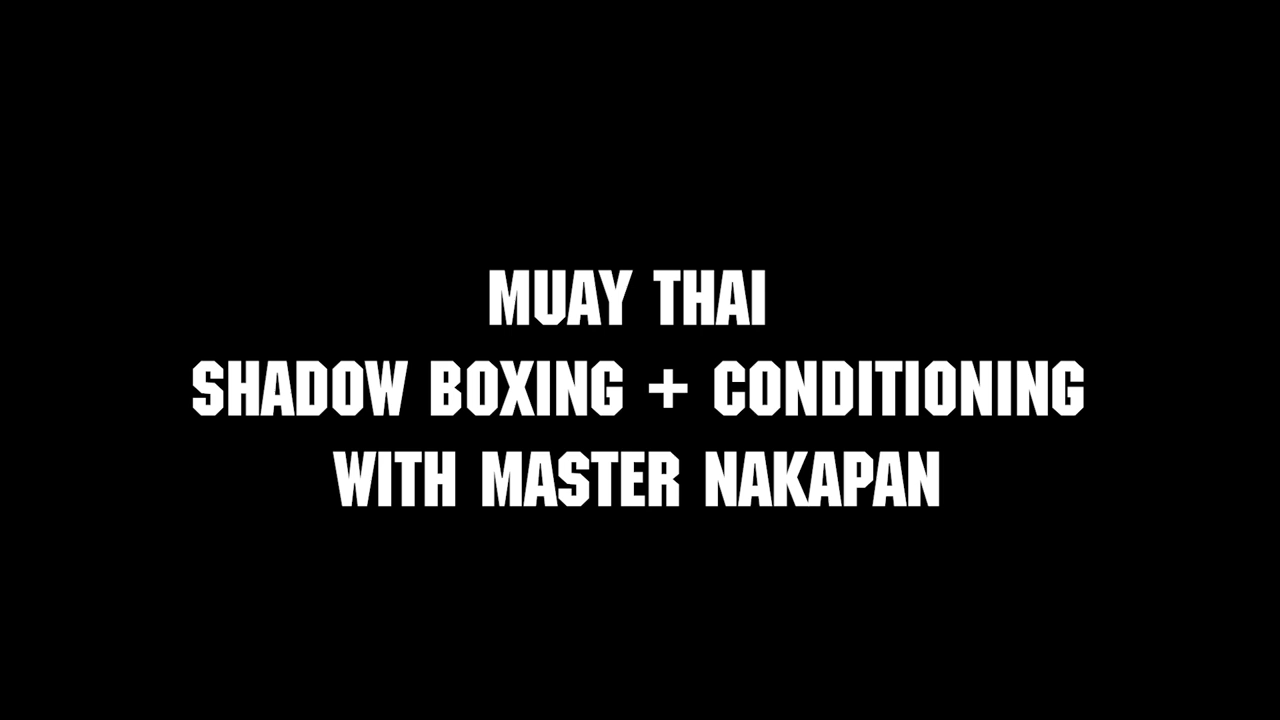 MUAY THAI
SHADOW BOXING + CONDITIONING
WITH MASTER NAKAPAN